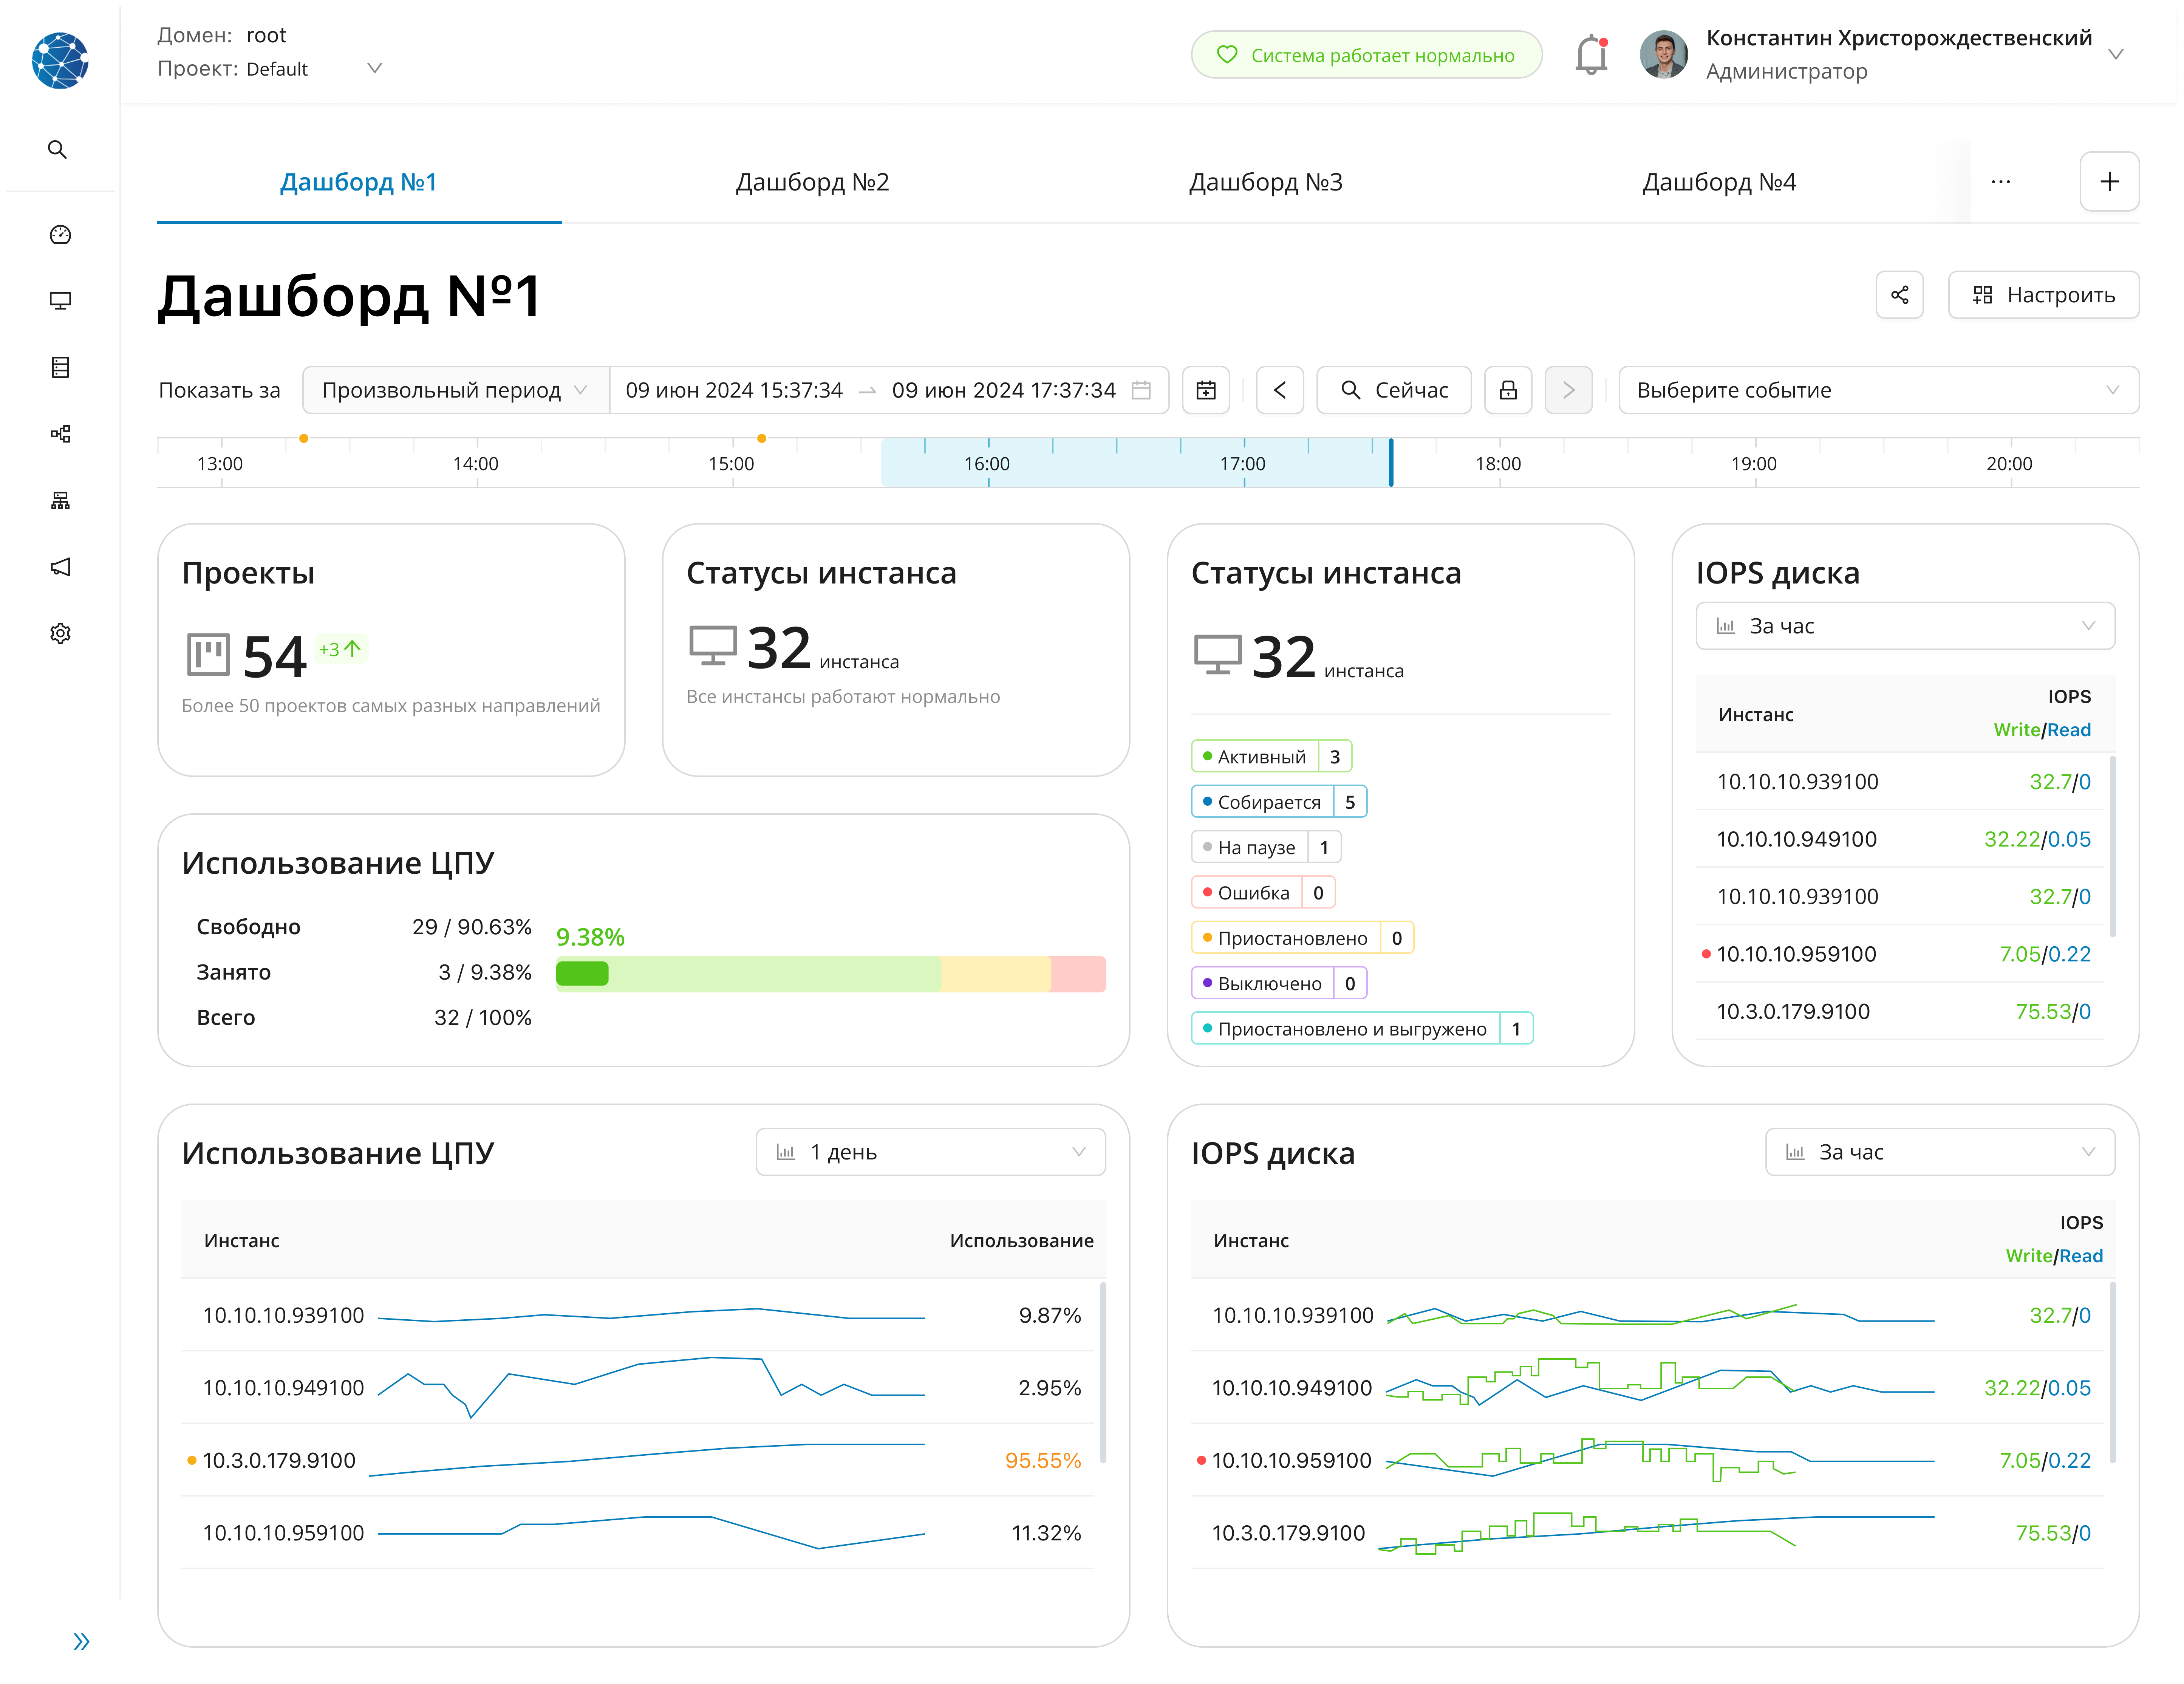 Домен: root
Проект: Default
Система работает нормально
Константин Христорождественский
Администратор
Дашборд №1
Дашборд №2
Дашборд №3
Дашборд №4
...
Дашборд №1
Настроить
Показать за
Произвольный период
09 июн 2024 15:37:34
09 июн 2024 17:37:34
Сейчас
Выберите событие
13:00
14:00
15:00
16:00
17:00
18:00
19:00
20:00
Проекты
54 +3
Более 50 проектов самых разных направлений
Статусы инстанса
32 инстанса
Все инстансы работают нормально
Статусы инстанса
32 инстанса
Активный 3
Собирается 5
На паузе 1
Ошибка 0
Приостановлено 0
Выключено 0
Приостановлено и выгружено 1
IOPS диска
За час
Инстанс
IOPS
Write/Read
10.10.10.939100 32.7/0
10.10.10.949100 32.22/0.05
10.10.10.939100 32.7/0
10.10.10.959100 7.05/0.22
10.3.0.179.9100 75.53/0
Использование ЦПУ
Свободно 29 / 90.63%
Занято 3 / 9.38%
Всего 32 / 100%
9.38%
Использование ЦПУ
1 день
Инстанс Использование
10.10.10.939100 9.87%
10.10.10.949100 2.95%
10.3.0.179.9100 95.55%
10.10.10.959100 11.32%
IOPS диска
За час
Инстанс
IOPS
Write/Read
10.10.10.939100 32.7/0
10.10.10.949100 32.22/0.05
10.10.10.959100 7.05/0.22
10.3.0.179.9100 75.53/0